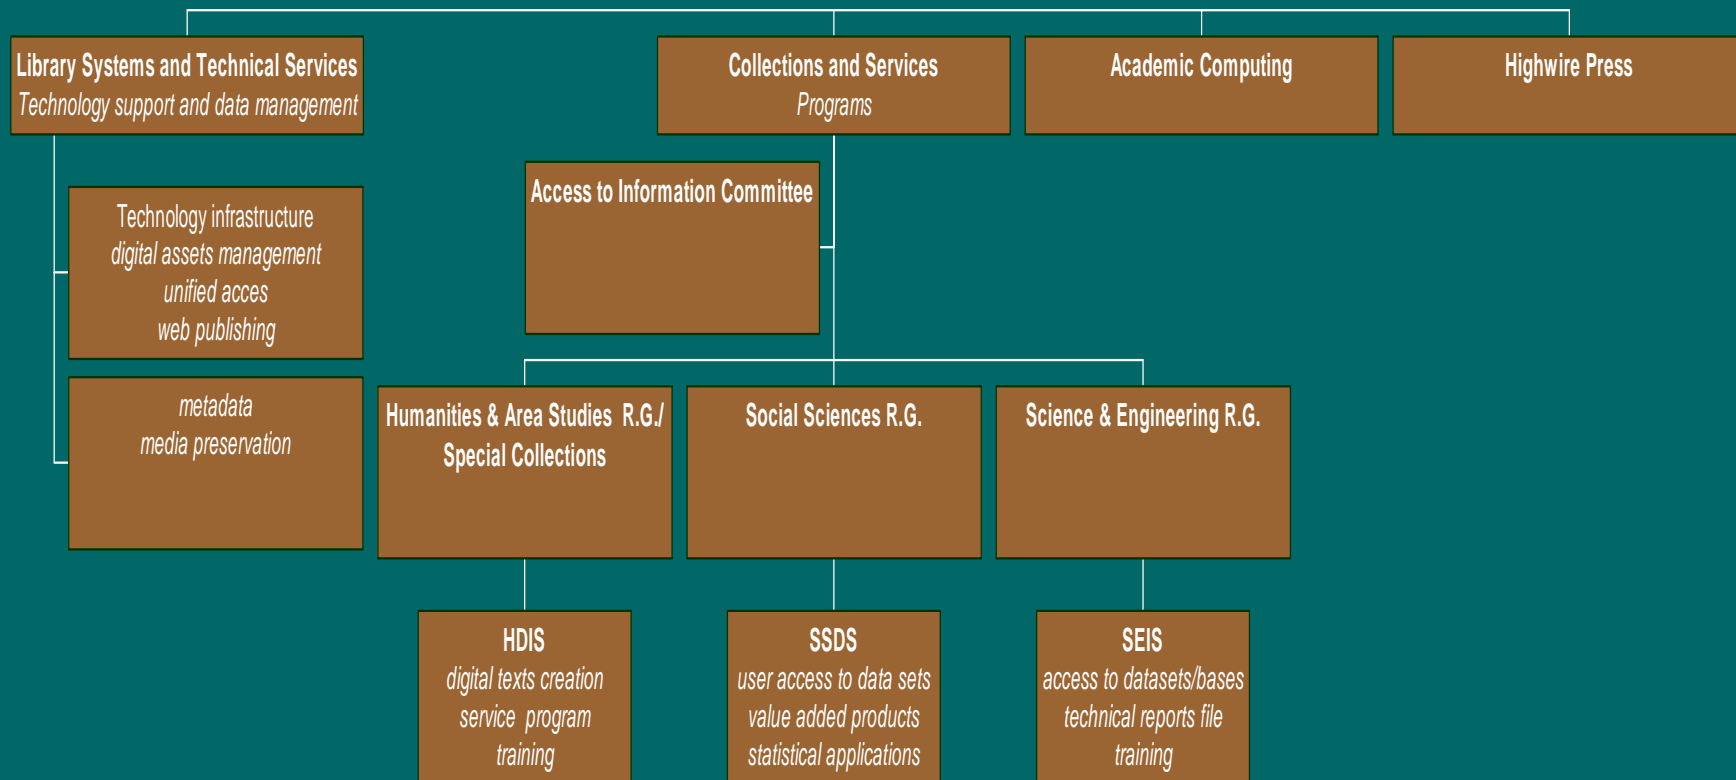 Library Systems and Technical Services
Technology support and data management
Collections and Services
Programs
Academic Computing
Highwire Press
Access to Information Committee
Technology infrastructure
digital assets management
unified acces
web publishing
metadata
media preservation
Humanities & Area Studies R.G./
Special Collections
Social Sciences R.G.
Science & Engineering R.G.
HDIS
digital texts creation
service program
training
SSDS
user access to data sets
value added products
statistical applications
SEIS
access to datasets/bases
technical reports file
training